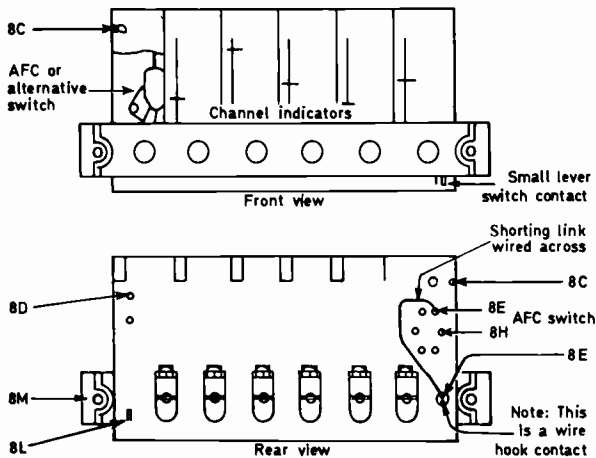 8C
AFC or
alternative
switch
Channel indicators
Small lever
switch contact
Front view
Shorting link
wired across
8C
8D
8E
AFC switch
8H
8E
8M
8L
Note: This
is a wire
hook contact
Rear view